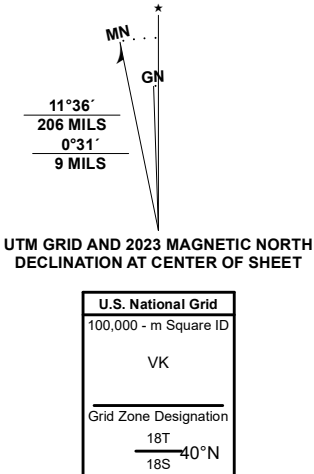 ★
MN
GN
11°36´
206 MILS
0°31´
9 MILS
UTM GRID AND 2023 MAGNETIC NORTH
DECLINATION AT CENTER OF SHEET
U.S. National Grid
100,000 - m Square ID
VK
Grid Zone Designation
18T
40°N
18S